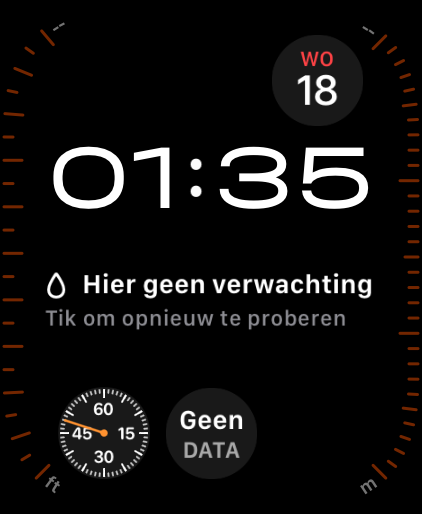 --
--
WO
18
01:35
Hier geen verwachting
Tik om opnieuw te proberen
60
45 15
30
Geen
DATA
ft
m